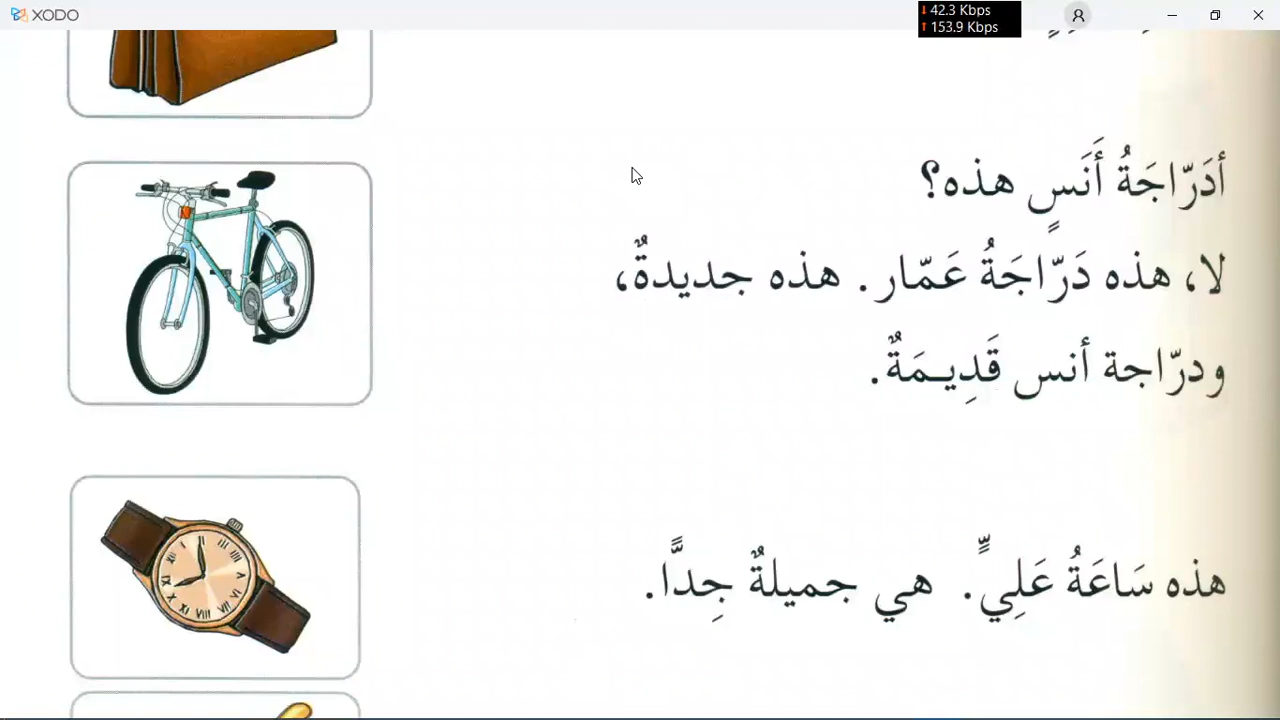 XODO
42.3 Kbps
153.9 Kbps
أدَرّاجَةُ أَنَسٍ هذه؟
لا، هذه دَرّاجَةُ عَمّار. هذه جديدةٌ،
ودرّاجة أنس قَدِيـمَةٌ.
هذه سَاعَةُ عَلِيٍّ. هي جميلةٌ جِدًّا.